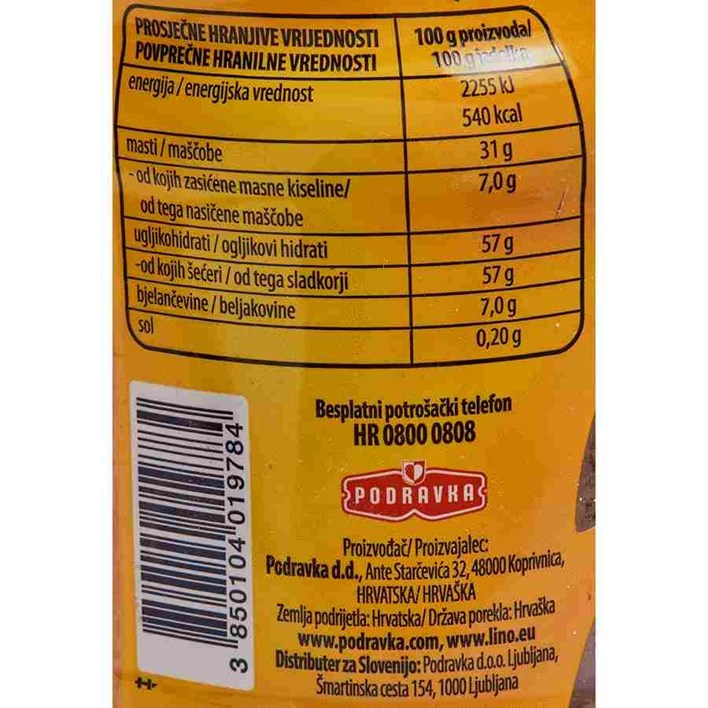 PROSJEČNE HRANJIVE VRIJEDNOSTI 100 g proizvoda/
POVPREČNE HRANILNE VREDNOSTI 100 g izdelka
energija / energijska vrednost 2255 kJ
540 kcal
masti / maščobe 31 g
- od kojih zasićene masne kiseline/ 7,0 g
od tega nasičene maščobe
ugljikohidrati / ogljikovi hidrati 57 g
-od kojih šećeri / od tega sladkorji 57 g
bjelančevine / beljakovine 7,0 g
sol 0,20 g
Besplatni potrošački telefon
HR 0800 0808
PODRAVKA
Proizvođač/ Proizvajalec:
Podravka d.d., Ante Starčevića 32, 48000 Koprivnica,
HRVATSKA/ HRVAŠKA
Zemlja podrijetla: Hrvatska/ Država porekla: Hrvaška
www.podravka.com, www.lino.eu
Distributer za Slovenijo: Podravka d.o.o. Ljubljana,
Šmartinska cesta 154, 1000 Ljubljana
3 850104 019784